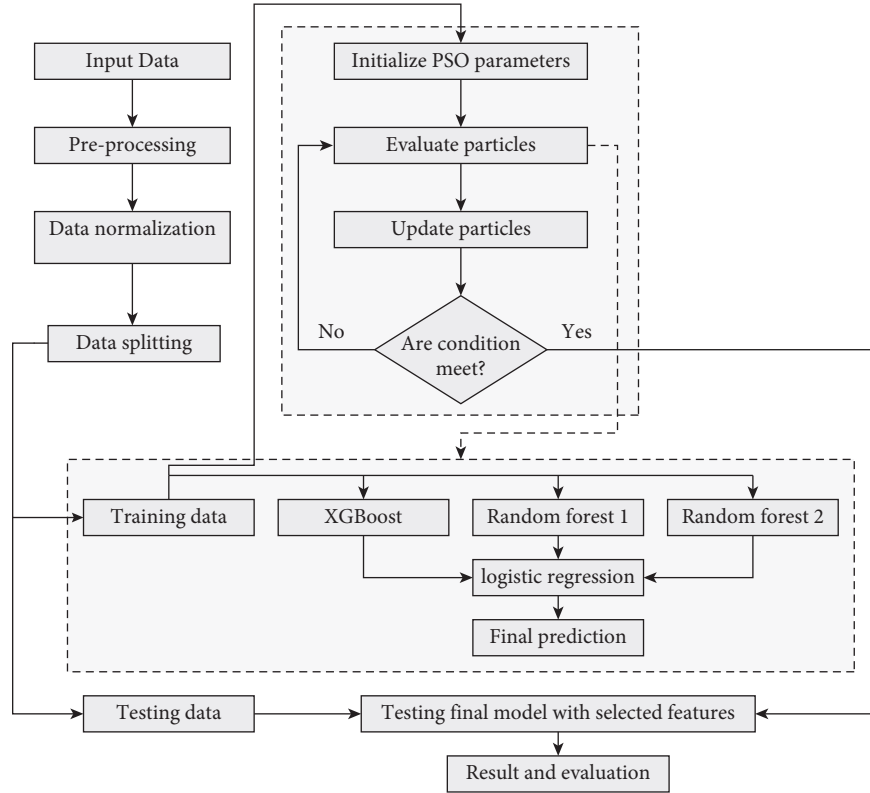 Input Data
Pre-processing
Data normalization
Data splitting
Initialize PSO parameters
Evaluate particles
Update particles
Are condition
meet?
No
Yes
Training data
XGBoost
Random forest 1
Random forest 2
logistic regression
Final prediction
Testing data
Testing final model with selected features
Result and evaluation